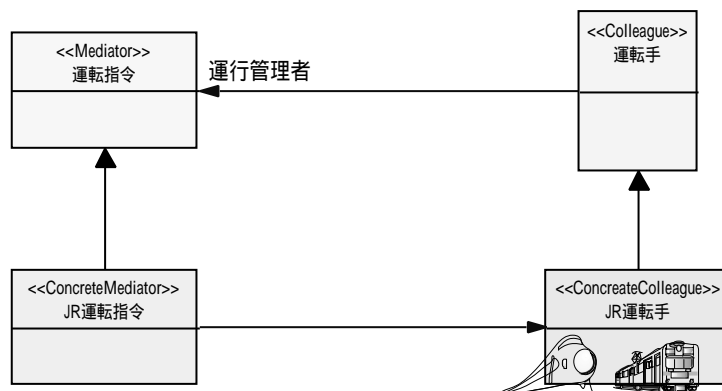 <<Mediator>>
運転指令
運行管理者
<<Colleague>>
運転手
<<ConcreteMediator>>
JR運転指令
<<ConcreateColleague>>
JR運転手